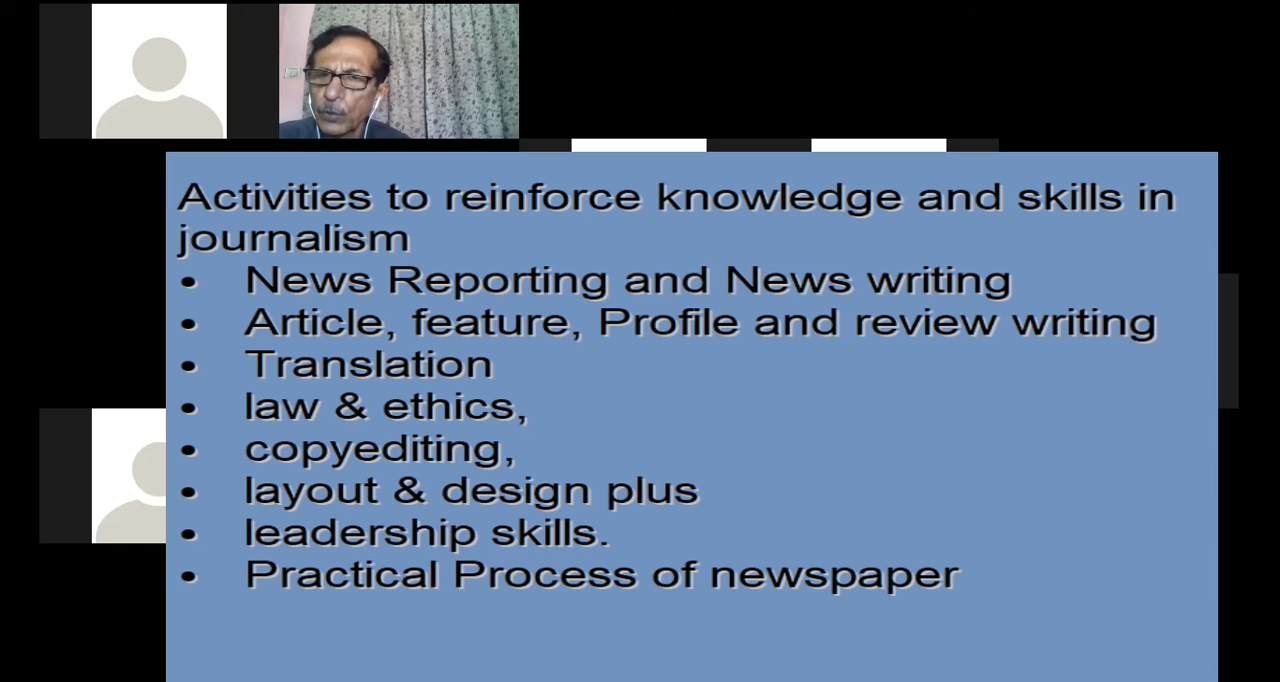 Activities to reinforce knowledge and skills in
journalism
• News Reporting and News writing
• Article, feature, Profile and review writing
• Translation
• law & ethics,
• copyediting,
• layout & design plus
• leadership skills.
• Practical Process of newspaper